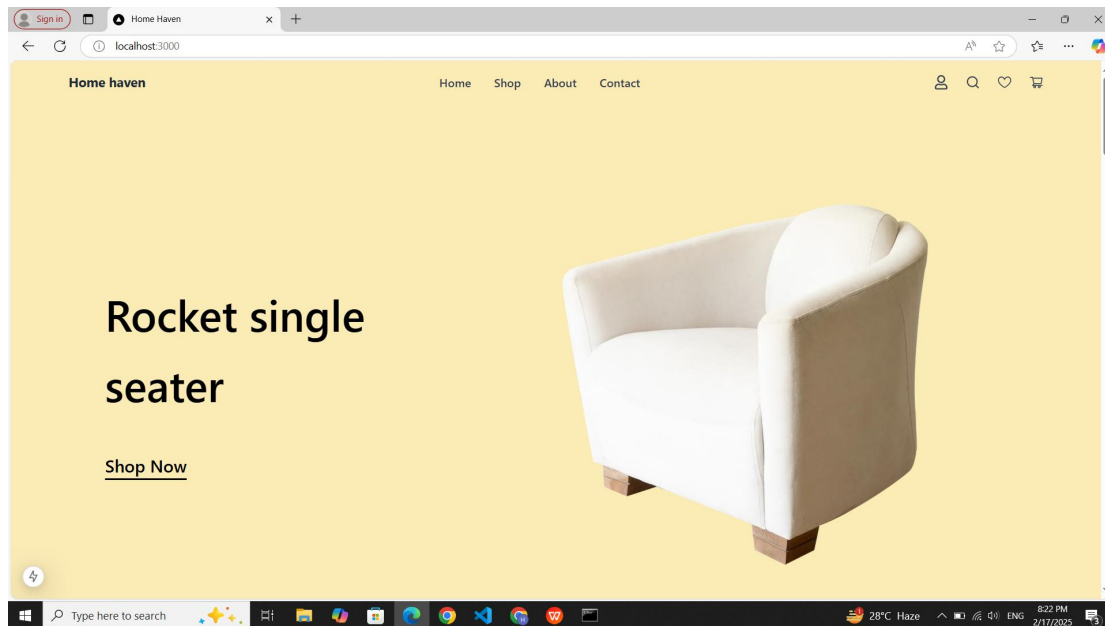 Sign in
Home Haven
localhost:3000
Home haven
Home Shop About Contact
Rocket single
seater
Shop Now
Type here to search
28°C Haze
ENG
8:22 PM
2/17/2025